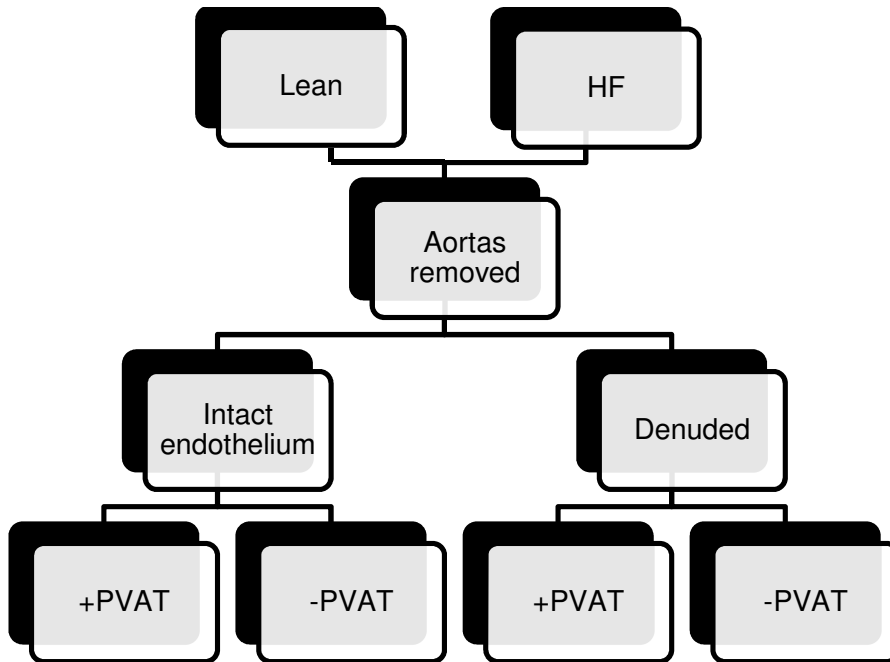 Lean
HF
Aortas
removed
Intact
endothelium
Denuded
+PVAT
-PVAT
+PVAT
-PVAT